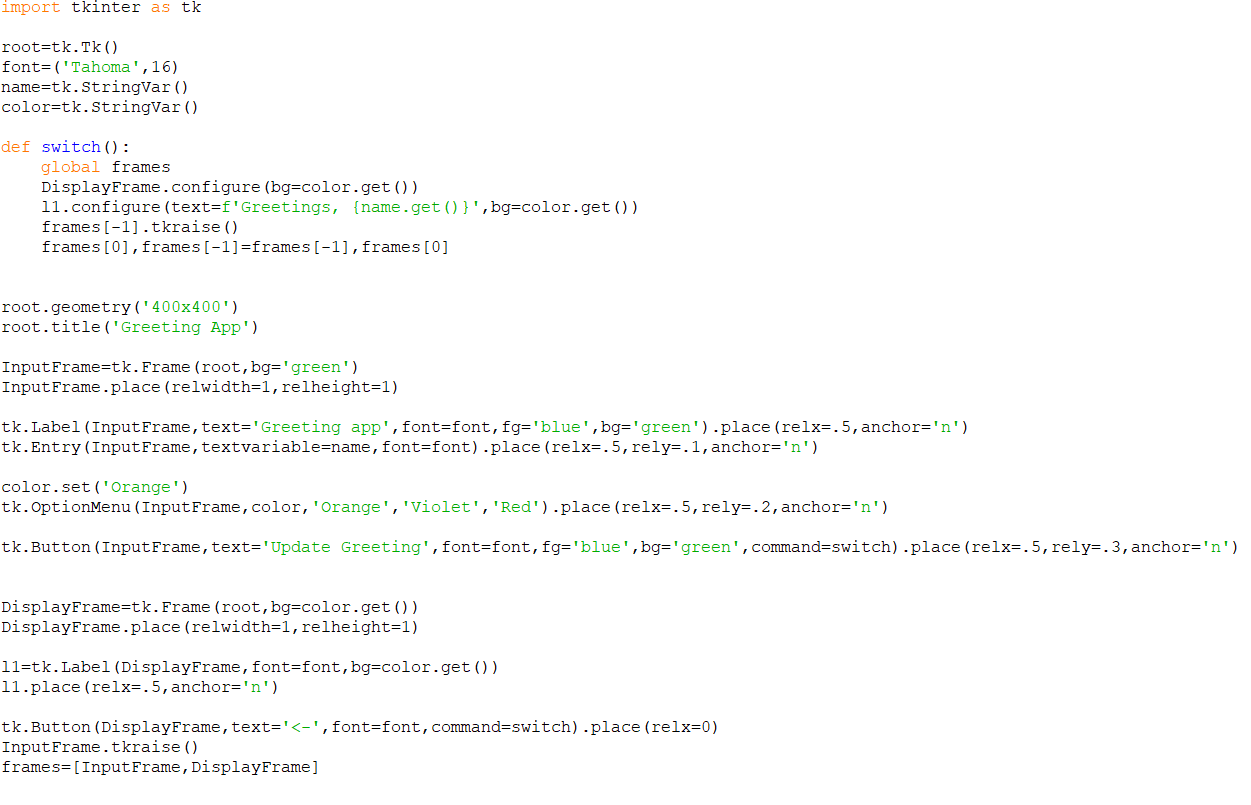 import tkinter as tk
root=tk.Tk()
font=('Tahoma',16)
name=tk.StringVar()
color=tk.StringVar()
def switch():
    global frames
    DisplayFrame.configure(bg=color.get())
    l1.configure(text=f'Greetings, {name.get()}',bg=color.get())
    frames[-1].tkraise()
    frames[0],frames[-1]=frames[-1],frames[0]
root.geometry('400x400')
root.title('Greeting App')
InputFrame=tk.Frame(root,bg='green')
InputFrame.place(relwidth=1,relheight=1)
tk.Label(InputFrame,text='Greeting app',font=font,fg='blue',bg='green').place(relx=.5,anchor='n')
tk.Entry(InputFrame,textvariable=name,font=font).place(relx=.5,rely=.1,anchor='n')
color.set('Orange')
tk.OptionMenu(InputFrame,color,'Orange','Violet','Red').place(relx=.5,rely=.2,anchor='n')
tk.Button(InputFrame,text='Update Greeting',font=font,fg='blue',bg='green',command=switch).place(relx=.5,rely=.3,anchor='n')
DisplayFrame=tk.Frame(root,bg=color.get())
DisplayFrame.place(relwidth=1,relheight=1)
l1=tk.Label(DisplayFrame,font=font,bg=color.get())
l1.place(relx=.5,anchor='n')
tk.Button(DisplayFrame,text='<-',font=font,command=switch).place(relx=0)
InputFrame.tkraise()
frames=[InputFrame,DisplayFrame]